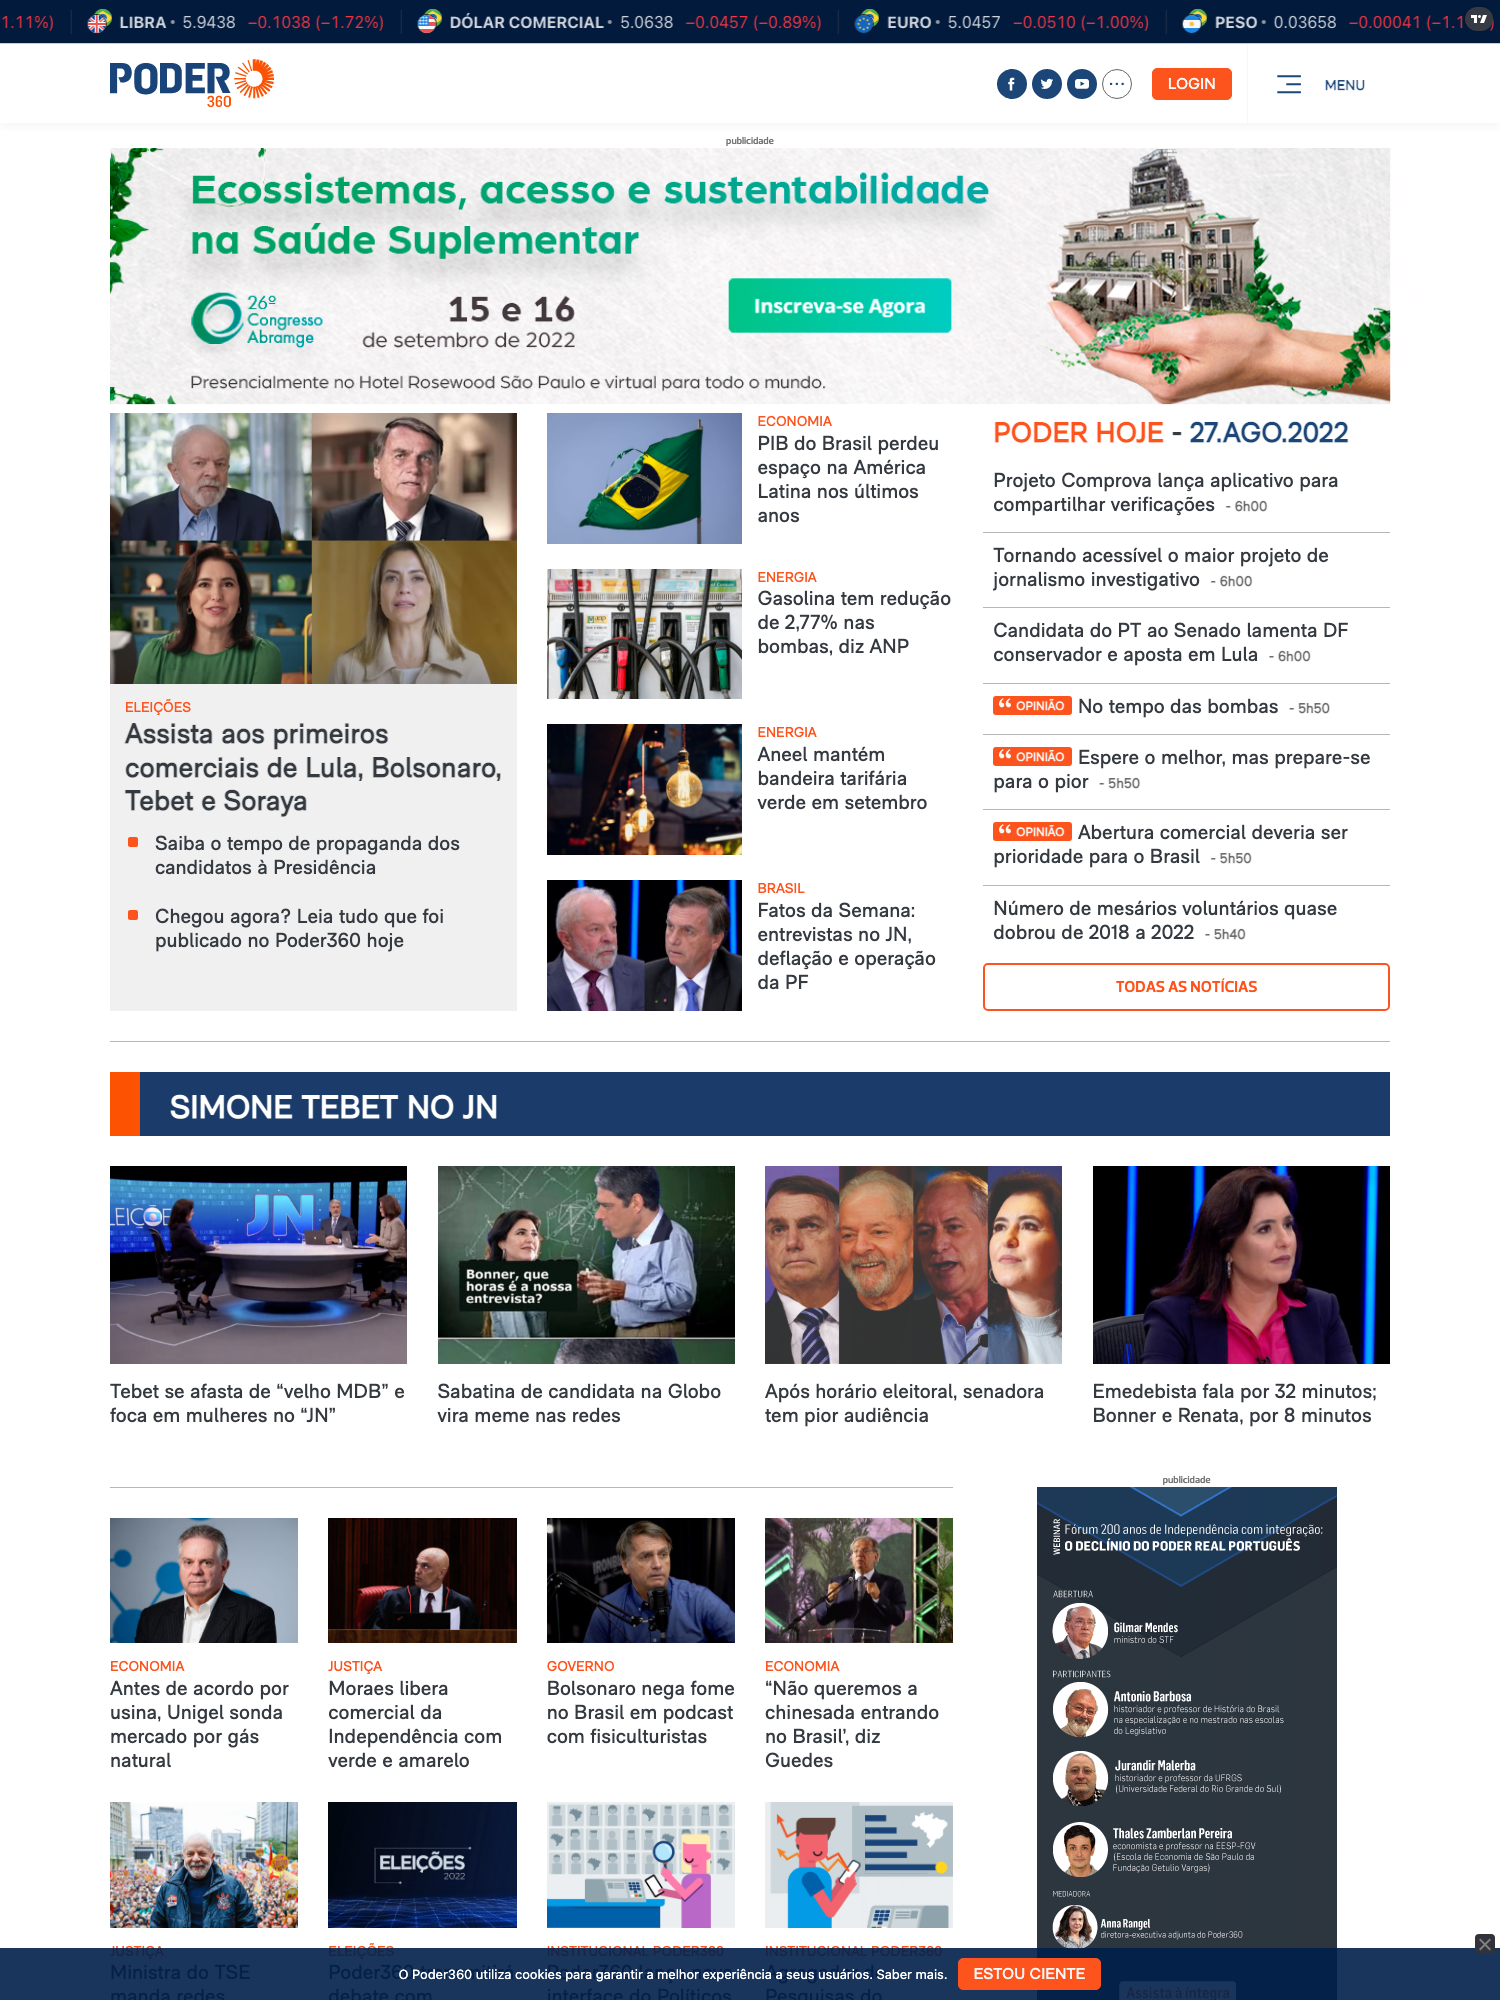 1.11%)
LIBRA • 5.9438 −0.1038 (−1.72%)
DÓLAR COMERCIAL • 5.0638 −0.0457 (−0.89%)
EURO • 5.0457 −0.0510 (−1.00%)
PESO • 0.03658 −0.00041 (−1.1
PODER
360
LOGIN
MENU
publicidade
Ecossistemas, acesso e sustentabilidade
na Saúde Suplementar
26º
Congresso
Abramge
15 e 16
de setembro de 2022
Inscreva-se Agora
Presencialmente no Hotel Rosewood São Paulo e virtual para todo o mundo.
ELEIÇÕES
Assista aos primeiros
comerciais de Lula, Bolsonaro,
Tebet e Soraya
Saiba o tempo de propaganda dos
candidatos à Presidência
Chegou agora? Leia tudo que foi
publicado no Poder360 hoje
ECONOMIA
PIB do Brasil perdeu
espaço na América
Latina nos últimos
anos
ENERGIA
Gasolina tem redução
de 2,77% nas
bombas, diz ANP
ENERGIA
Aneel mantém
bandeira tarifária
verde em setembro
BRASIL
Fatos da Semana:
entrevistas no JN,
deflação e operação
da PF
PODER HOJE - 27.AGO.2022
Projeto Comprova lança aplicativo para
compartilhar verificações - 6h00
Tornando acessível o maior projeto de
jornalismo investigativo - 6h00
Candidata do PT ao Senado lamenta DF
conservador e aposta em Lula - 6h00
“ OPINIÃO No tempo das bombas - 5h50
“ OPINIÃO Espere o melhor, mas prepare-se
para o pior - 5h50
“ OPINIÃO Abertura comercial deveria ser
prioridade para o Brasil - 5h50
Número de mesários voluntários quase
dobrou de 2018 a 2022 - 5h40
TODAS AS NOTÍCIAS
SIMONE TEBET NO JN
JN
Bonner, que
horas é a nossa
entrevista?
Tebet se afasta de “velho MDB” e
foca em mulheres no “JN”
Sabatina de candidata na Globo
vira meme nas redes
Após horário eleitoral, senadora
tem pior audiência
Emedebista fala por 32 minutos;
Bonner e Renata, por 8 minutos
ECONOMIA
Antes de acordo por
usina, Unigel sonda
mercado por gás
natural
JUSTIÇA
Moraes libera
comercial da
Independência com
verde e amarelo
GOVERNO
Bolsonaro nega fome
no Brasil em podcast
com fisiculturistas
ECONOMIA
“Não queremos a
chinesada entrando
no Brasil’, diz
Guedes
publicidade
WEBINAR
Fórum 200 anos de Independência com integração:
O DECLÍNIO DO PODER REAL PORTUGUÊS
ABERTURA
Gilmar Mendes
ministro do STF
PARTICIPANTES
Antonio Barbosa
historiador e professor de História do Brasil
na especialização e no mestrado nas escolas
do Legislativo
Jurandir Malerba
historiador e professor da UFRGS
(Universidade Federal do Rio Grande do Sul)
Thales Zamberlan Pereira
economista e professor na EESP-FGV
(Escola de Economia de São Paulo da
Fundação Getulio Vargas)
MEDIADORA
Anna Rangel
diretora-executiva adjunta do Poder360
Assista à íntegra
ELEIÇÕES
2022
JUSTIÇA
Ministra do TSE
manda redes
ELEIÇÕES
Poder360
debate com
INSTITUCIONAL PODER360
interface do Políticos
INSTITUCIONAL PODER360
Pesquisas do
O Poder360 utiliza cookies para garantir a melhor experiência a seus usuários. Saber mais.
ESTOU CIENTE